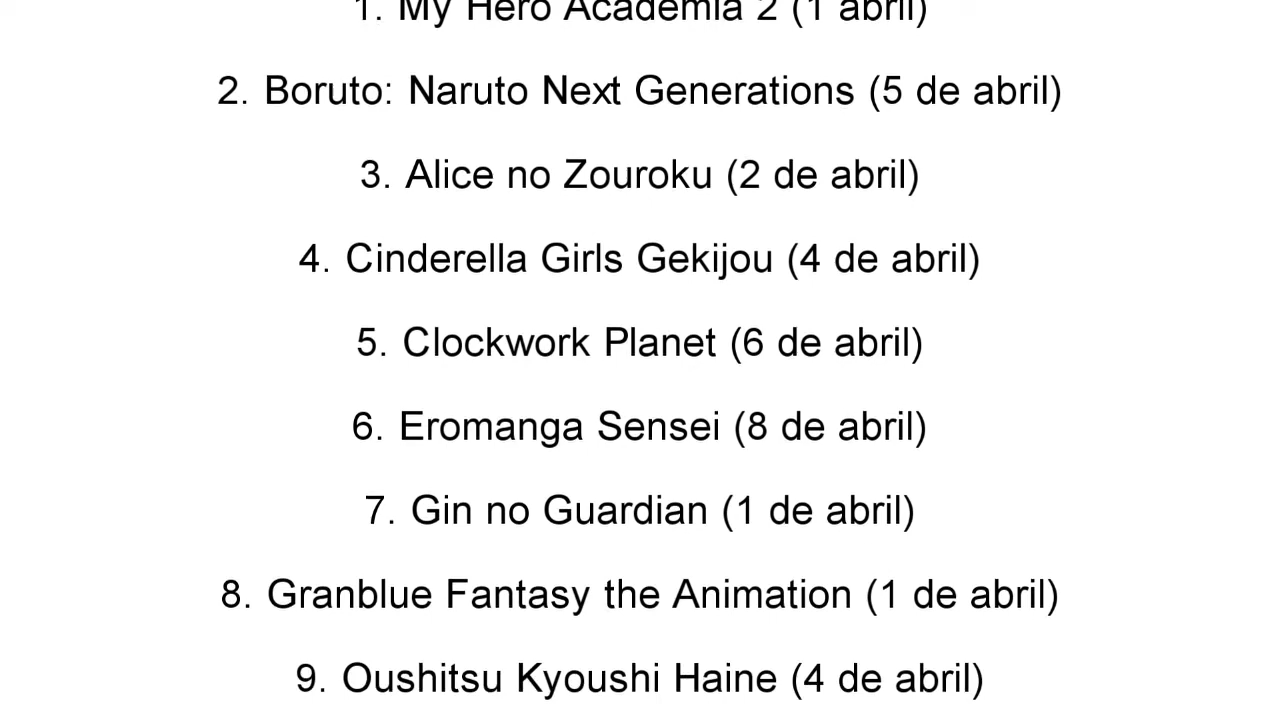 1. My Hero Academia 2 (1 abril)
2. Boruto: Naruto Next Generations (5 de abril)
3. Alice no Zouroku (2 de abril)
4. Cinderella Girls Gekijou (4 de abril)
5. Clockwork Planet (6 de abril)
6. Eromanga Sensei (8 de abril)
7. Gin no Guardian (1 de abril)
8. Granblue Fantasy the Animation (1 de abril)
9. Oushitsu Kyoushi Haine (4 de abril)